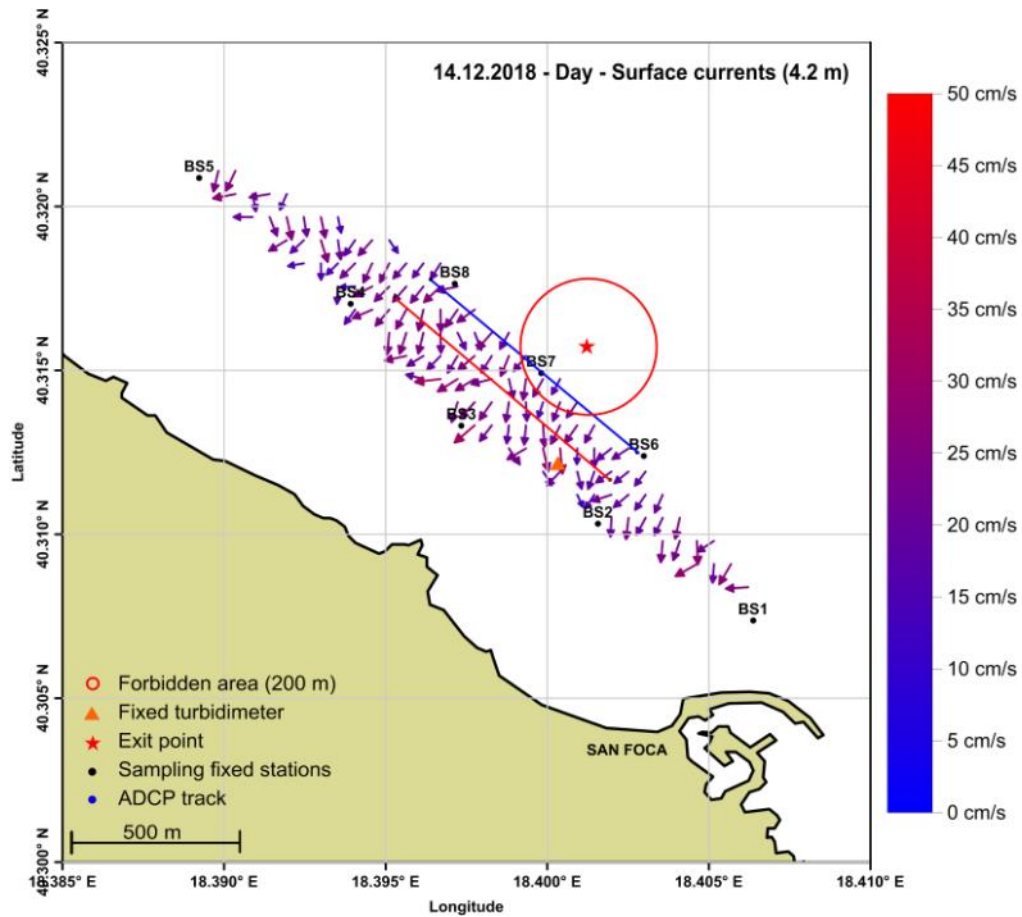 14.12.2018 - Day - Surface currents (4.2 m)
40.325° N
40.320° N
40.315° N
40.310° N
40.305° N
40.300° N
Latitude
BS5
BS8
BS4
BS7
BS3
BS6
BS2
BS1
SAN FOCA
Forbidden area (200 m)
Fixed turbidimeter
Exit point
Sampling fixed stations
ADCP track
500 m
18.385° E
18.390° E
18.395° E
18.400° E
18.405° E
18.410° E
Longitude
50 cm/s
45 cm/s
40 cm/s
35 cm/s
30 cm/s
25 cm/s
20 cm/s
15 cm/s
10 cm/s
5 cm/s
0 cm/s